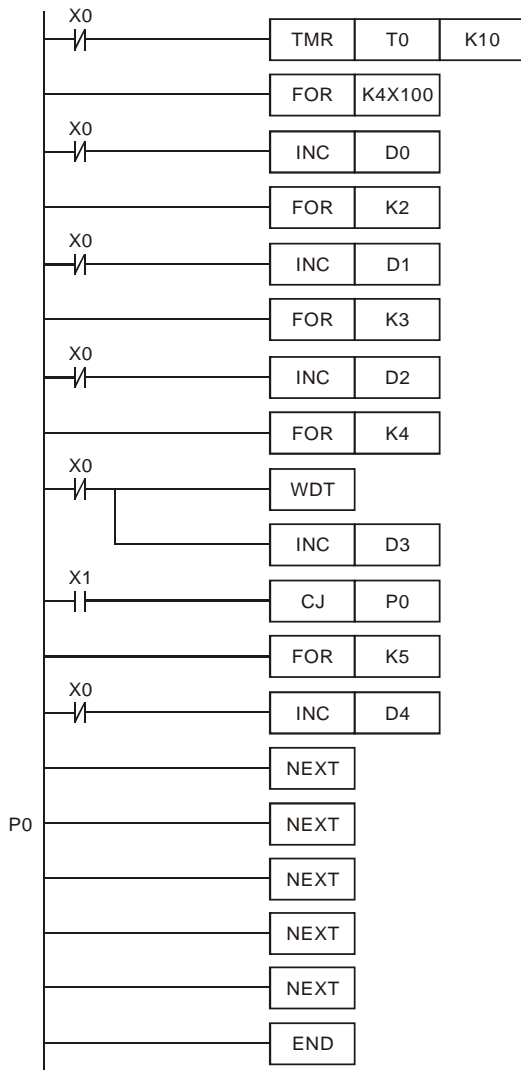 X0
TMR T0 K10
FOR K4X100
X0
INC D0
FOR K2
X0
INC D1
FOR K3
X0
INC D2
FOR K4
X0
WDT
INC D3
X1
CJ P0
FOR K5
X0
INC D4
NEXT
P0 NEXT
NEXT
NEXT
NEXT
END